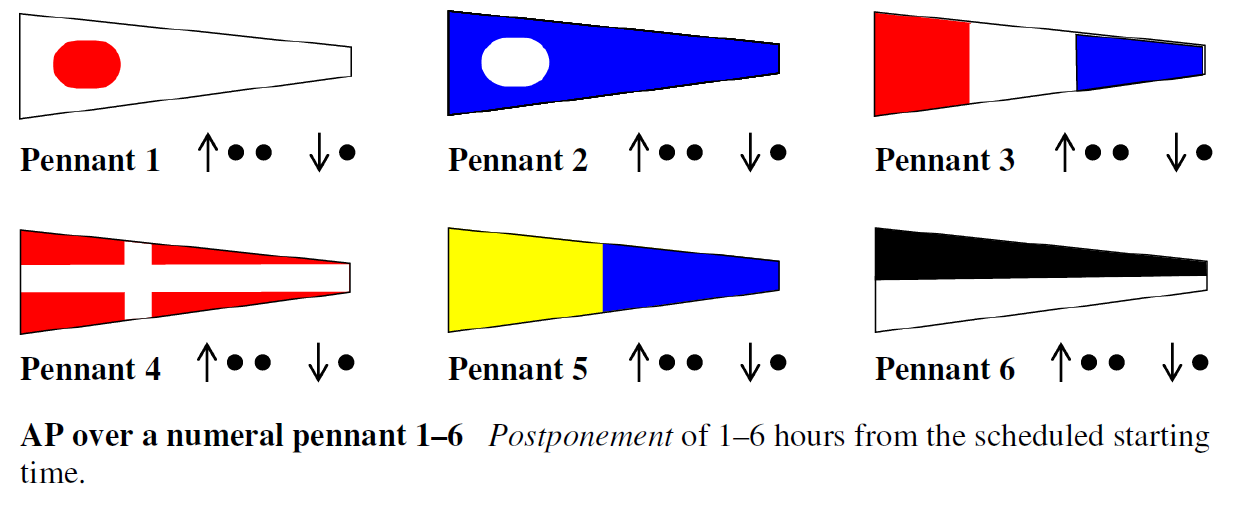 Pennant 1 ↑●● ↓● Pennant 2 ↑●● ↓● Pennant 3 ↑●● ↓●
Pennant 4 ↑●● ↓● Pennant 5 ↑●● ↓● Pennant 6 ↑●● ↓●
AP over a numeral pennant 1–6 Postponement of 1–6 hours from the scheduled starting
time.